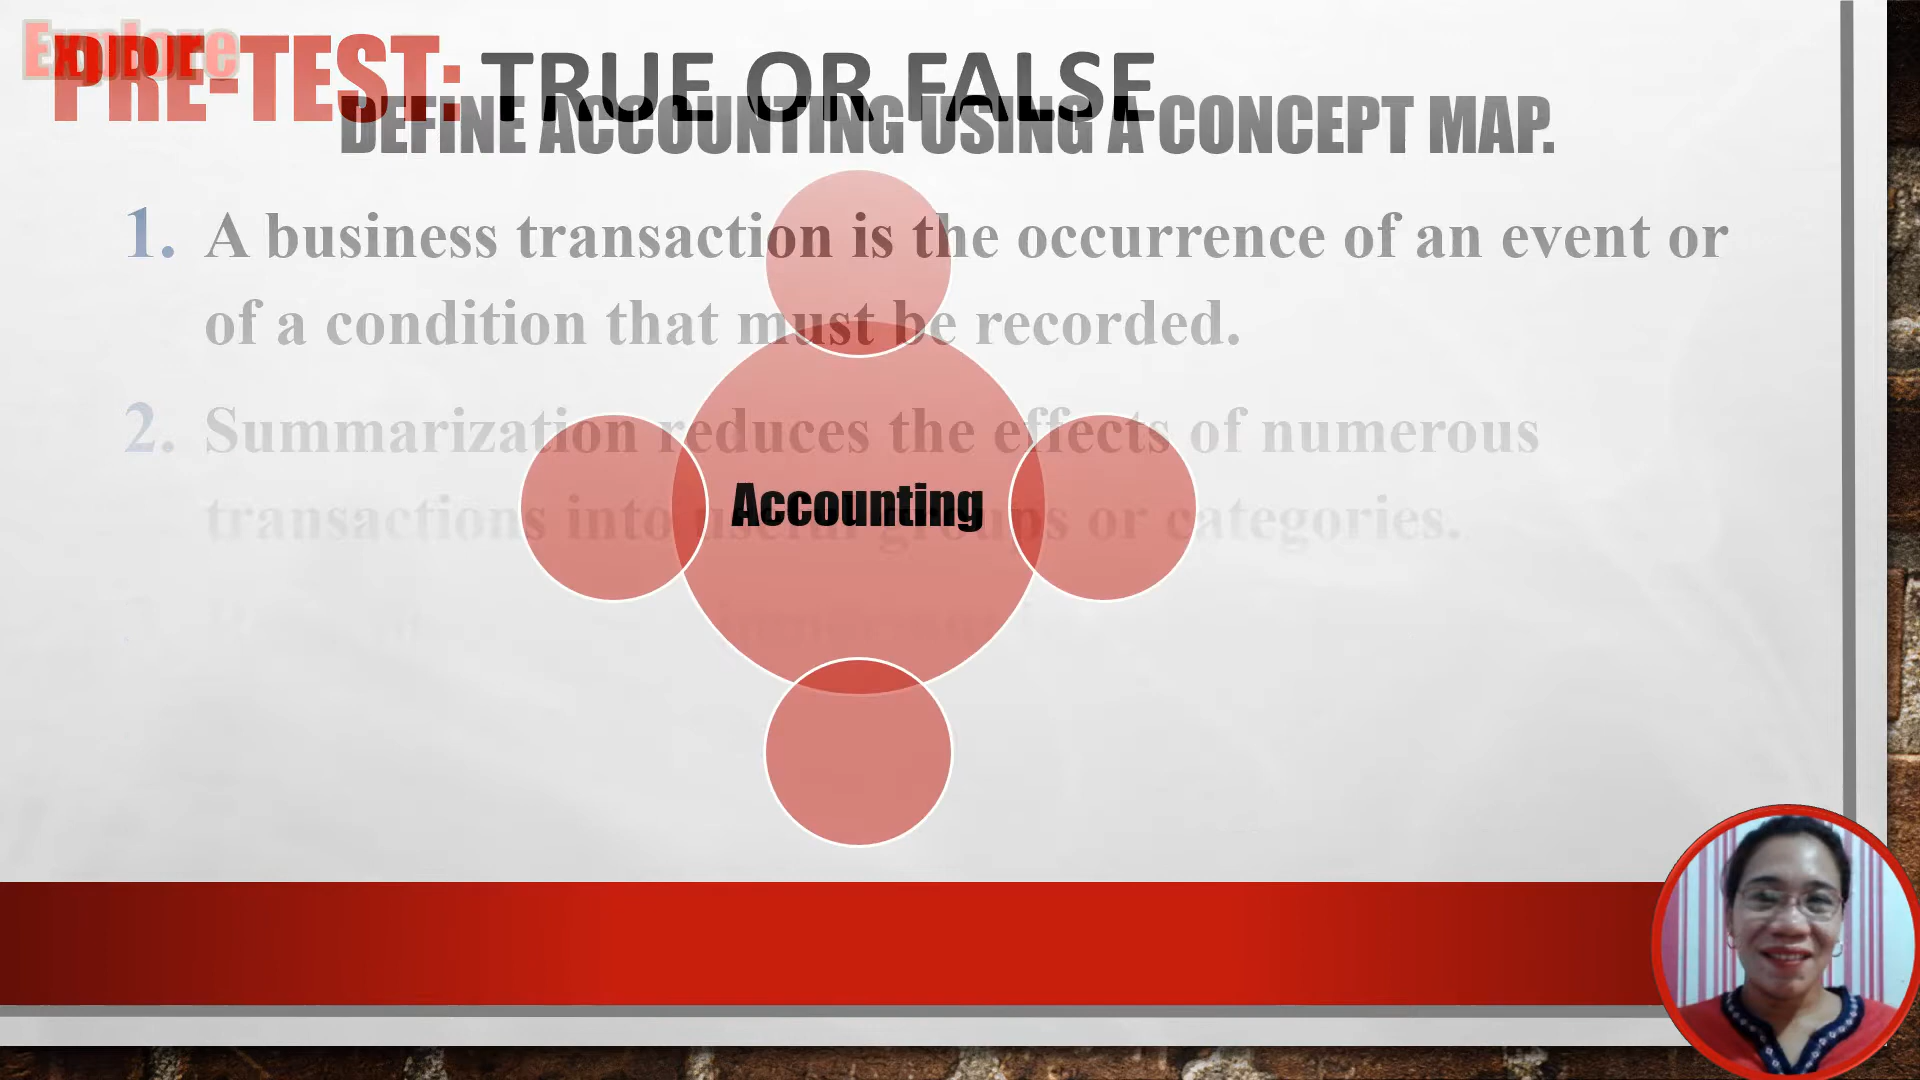 Explore
PRE-TEST: TRUE OR FALSE
DEFINE ACCOUNTING USING A CONCEPT MAP.
1. A business transaction is the occurrence of an event or
of a condition that must be recorded.
2. Summarization reduces the effects of numerous
transactions into useful groups or categories.
Accounting